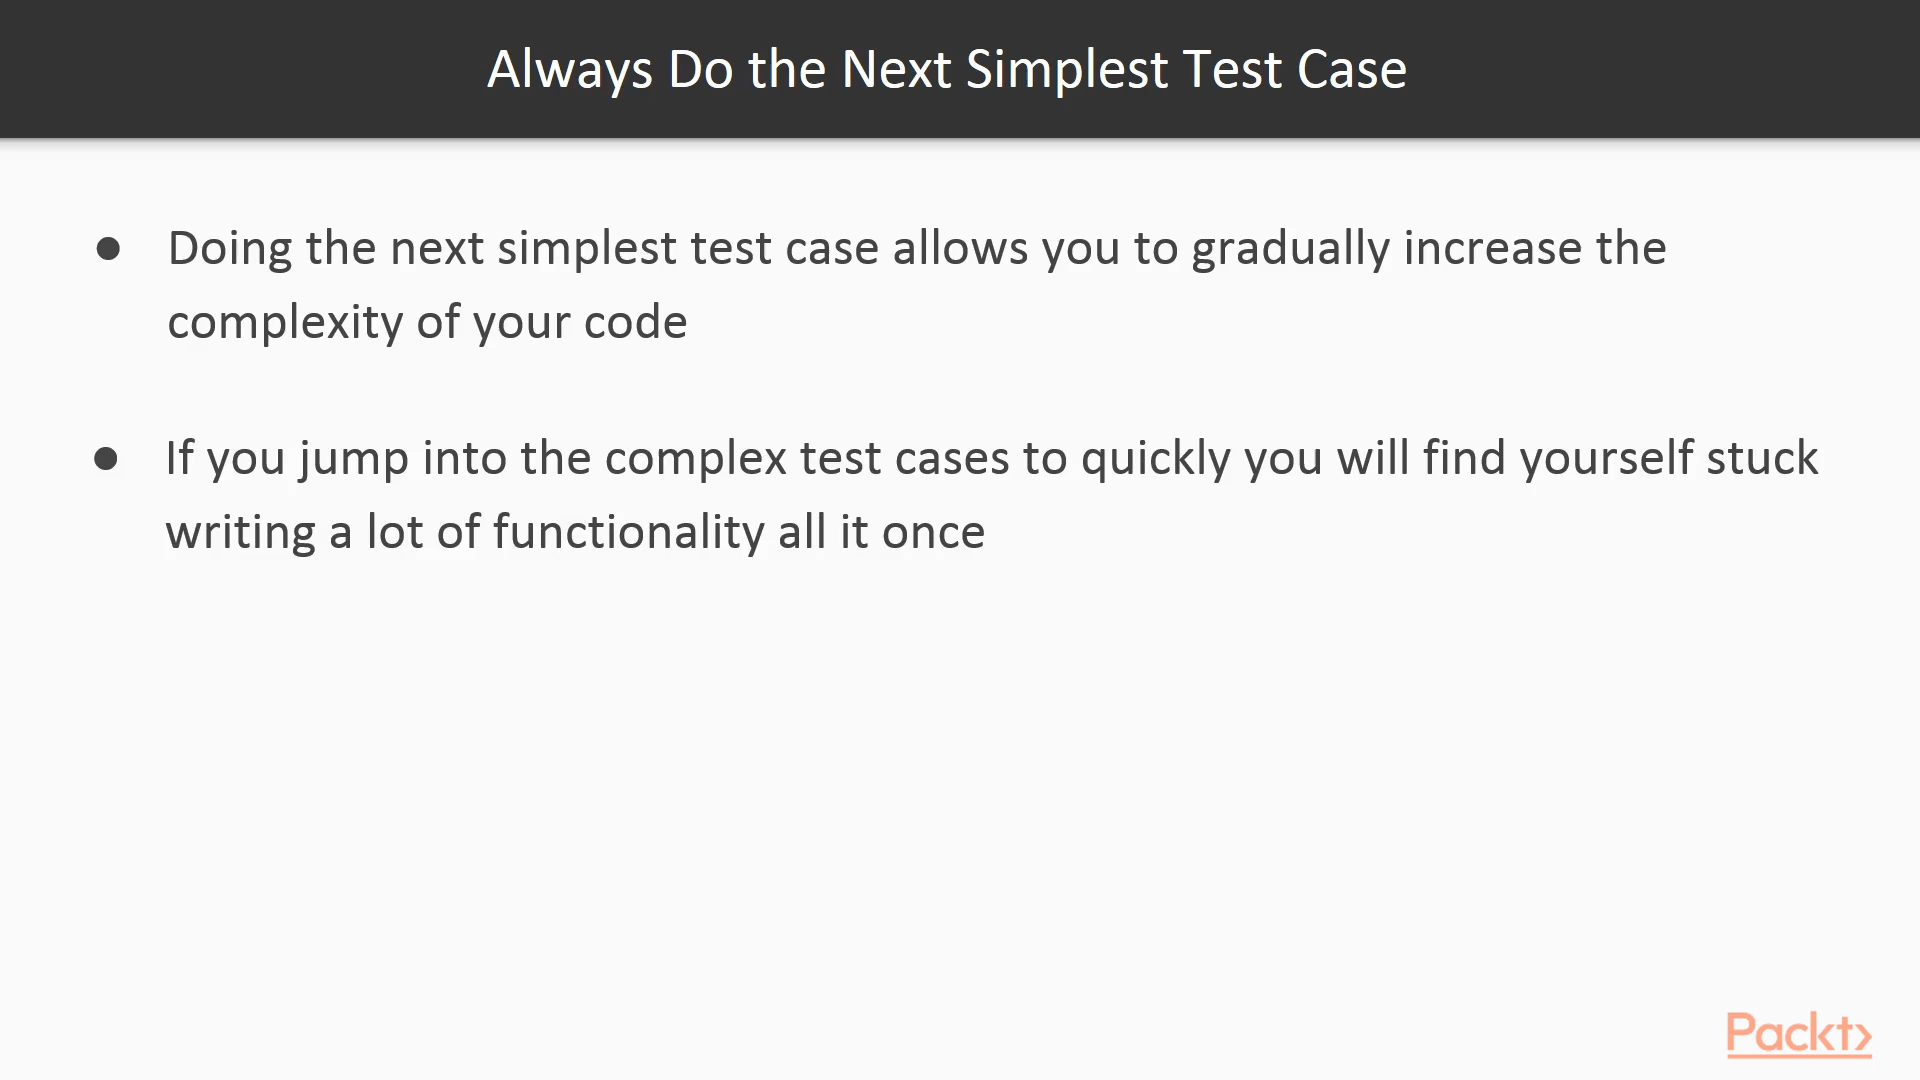 Always Do the Next Simplest Test Case
● Doing the next simplest test case allows you to gradually increase the
complexity of your code
● If you jump into the complex test cases to quickly you will find yourself stuck
writing a lot of functionality all it once
Packt>